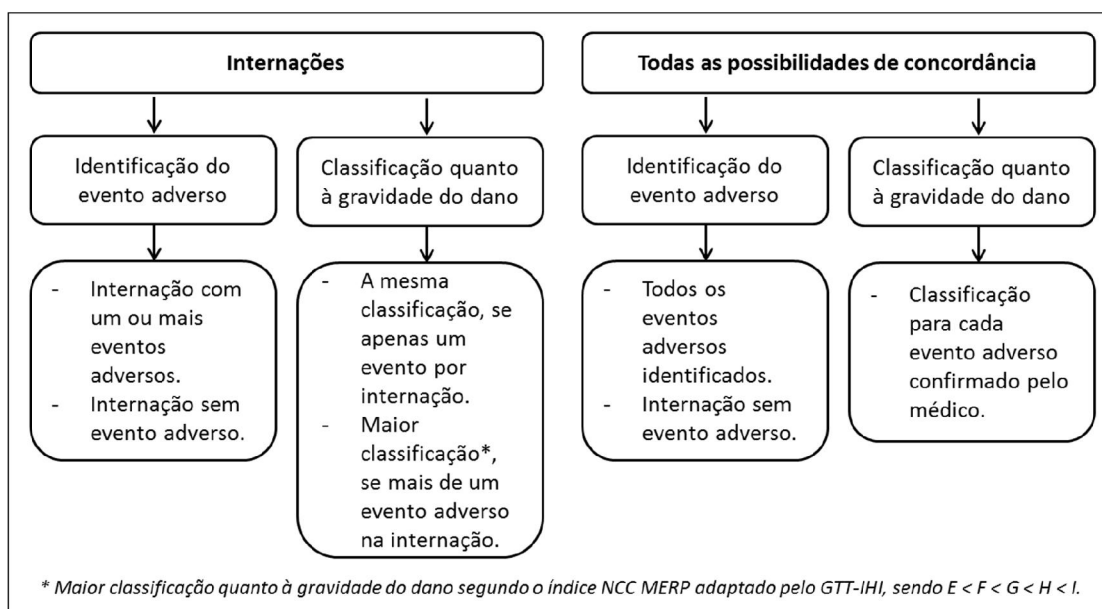 Internações
Identificação do
evento adverso
- Internação com
um ou mais
eventos
adversos.
- Internação sem
evento adverso.
Classificação quanto
à gravidade do dano
- A mesma
classificação, se
apenas um
evento por
internação.
- Maior
classificação*,
se mais de um
evento adverso
na internação.
Todas as possibilidades de concordância
Identificação do
evento adverso
- Todos os
eventos
adversos
identificados.
- Internação sem
evento adverso.
Classificação quanto
à gravidade do dano
- Classificação
para cada
evento adverso
confirmado pelo
médico.
* Maior classificação quanto à gravidade do dano segundo o índice NCC MERP adaptado pelo GTT-IHI, sendo E < F < G < H < I.